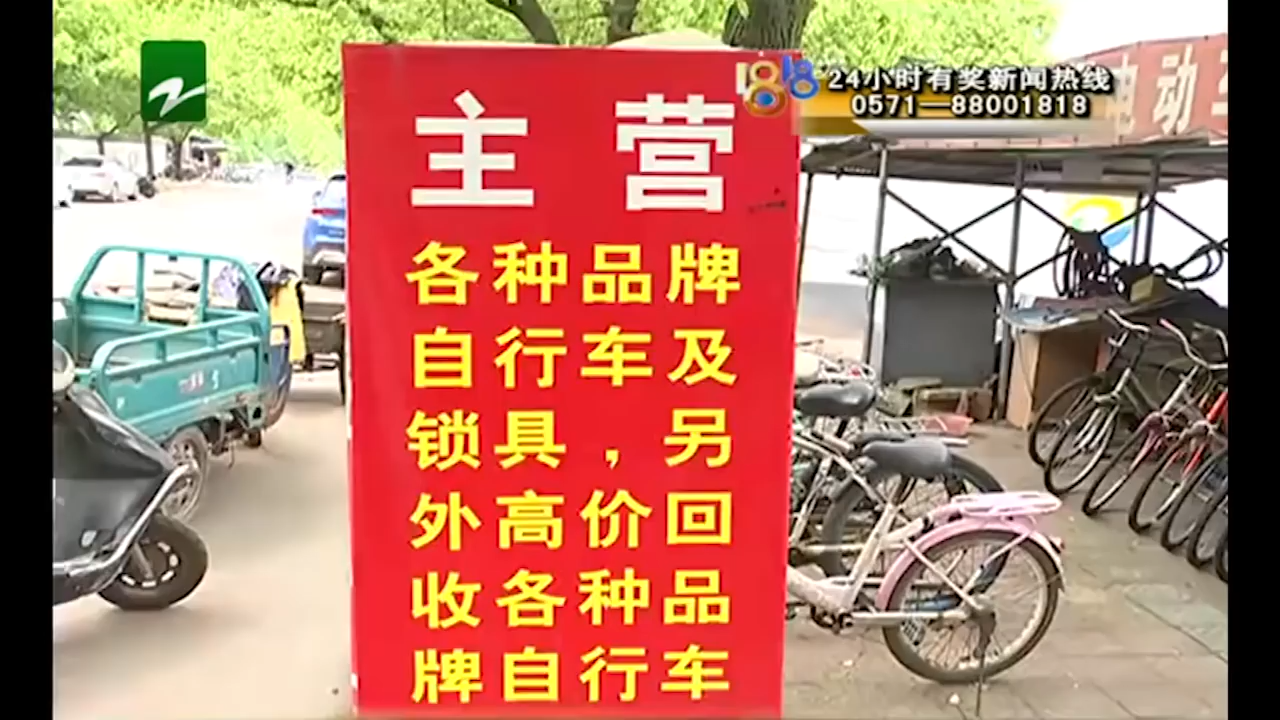 1818
24小时有奖新闻热线
0571—88001818
电动车
主营
各种品牌
自行车及
锁具，另
外高价回
收各种品
牌自行车